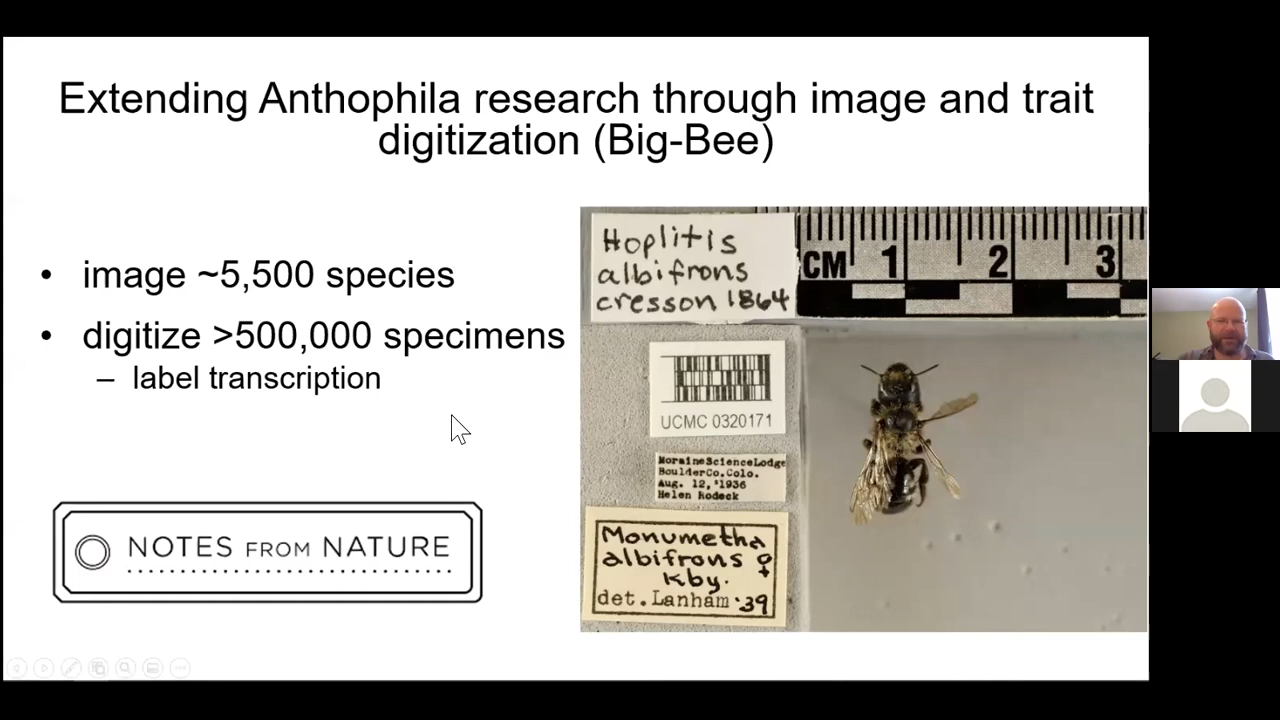 Extending Anthophila research through image and trait
digitization (Big-Bee)
• image ~5,500 species
• digitize >500,000 specimens
– label transcription
NOTES FROM NATURE
Hoplitis
albifrons
cresson 1864
CM 1 2 3
UCMC 0320171
MoraineScienceLodge
BoulderCo.Colo.
Aug. 12, '1936
Helen Rodeck
Monumetha
albifrons ♀
Kby.
det. Lanham '39